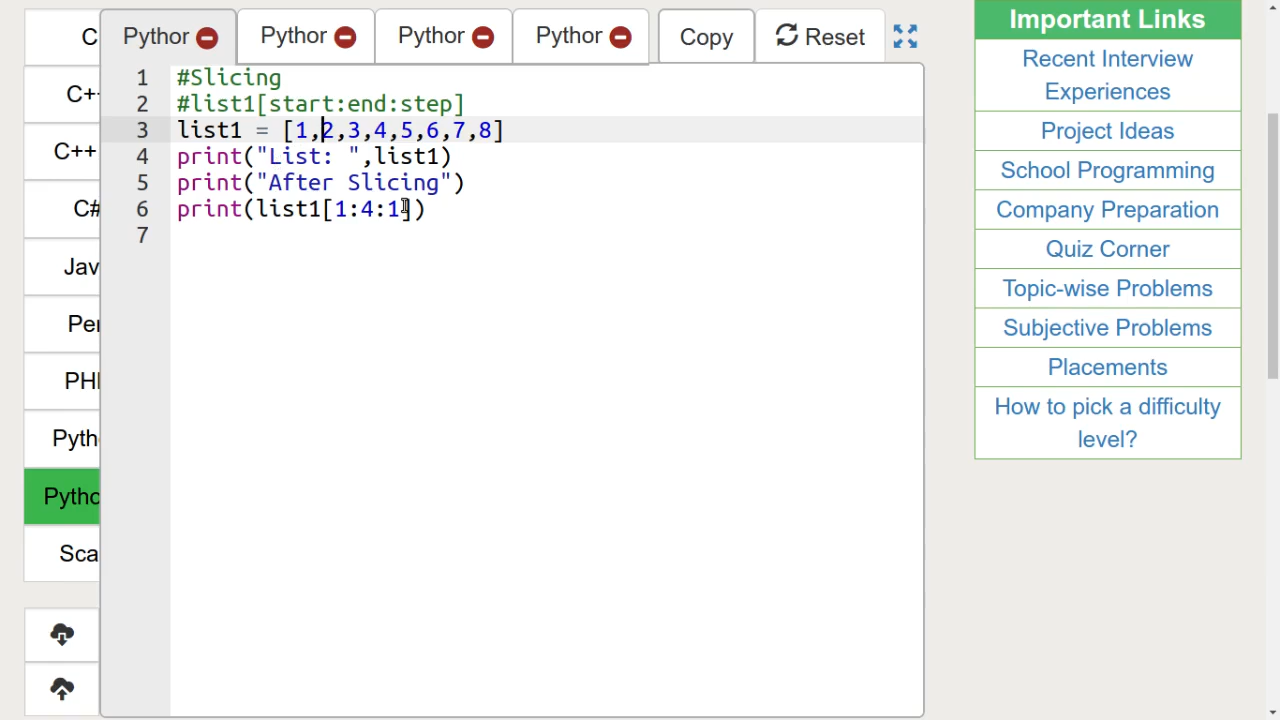 C
C+
C++
C#
Jav
Per
PHI
Pyth
Pytho
Sca
Pythor
Pythor
Pythor
Pythor
Copy
Reset
1 #Slicing
2 #list1[start:end:step]
3 list1 = [1,2,3,4,5,6,7,8]
4 print("List: ",list1)
5 print("After Slicing")
6 print(list1[1:4:1])
7
Important Links
Recent Interview
Experiences
Project Ideas
School Programming
Company Preparation
Quiz Corner
Topic-wise Problems
Subjective Problems
Placements
How to pick a difficulty
level?